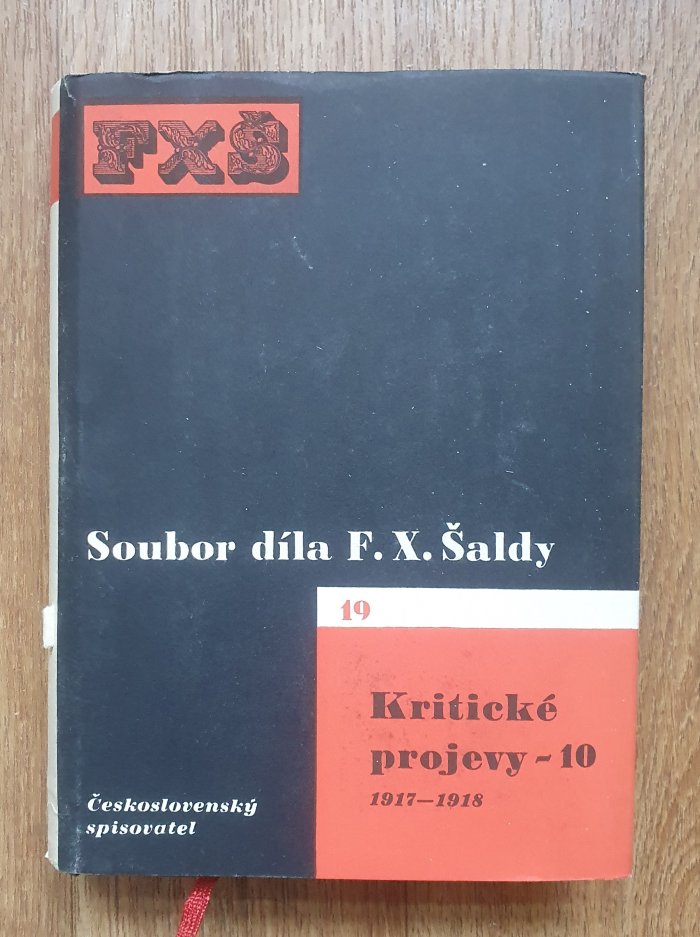 FXŠ
Soubor díla F. X. Šaldy
19
Kritické
projevy - 10
1917—1918
Československý
spisovatel